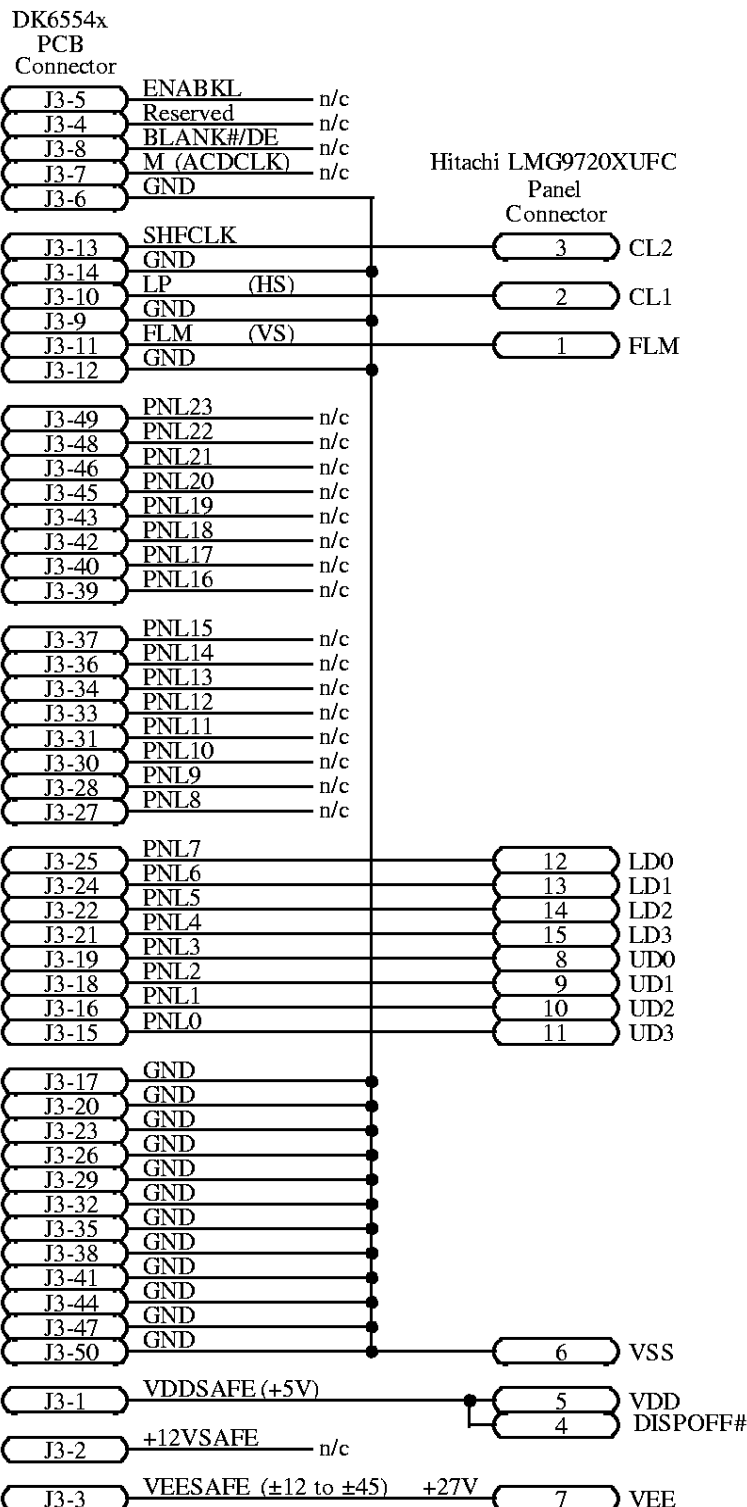 DK6554x
PCB
Connector
J3-5 ENABKL n/c
J3-4 Reserved n/c
J3-8 BLANK#/DE n/c
J3-7 M (ACDCLK) n/c
Hitachi LMG9720XUFC
Panel
Connector
J3-6 GND
J3-13 SHFCLK 3 CL2
J3-14 GND
J3-10 LP (HS) 2 CL1
J3-9 GND
J3-11 FLM (VS) 1 FLM
J3-12 GND
J3-49 PNL23 n/c
J3-48 PNL22 n/c
J3-46 PNL21 n/c
J3-45 PNL20 n/c
J3-43 PNL19 n/c
J3-42 PNL18 n/c
J3-40 PNL17 n/c
J3-39 PNL16 n/c
J3-37 PNL15 n/c
J3-36 PNL14 n/c
J3-34 PNL13 n/c
J3-33 PNL12 n/c
J3-31 PNL11 n/c
J3-30 PNL10 n/c
J3-28 PNL9 n/c
J3-27 PNL8 n/c
J3-25 PNL7 12 LD0
J3-24 PNL6 13 LD1
J3-22 PNL5 14 LD2
J3-21 PNL4 15 LD3
J3-19 PNL3 8 UD0
J3-18 PNL2 9 UD1
J3-16 PNL1 10 UD2
J3-15 PNL0 11 UD3
J3-17 GND
J3-20 GND
J3-23 GND
J3-26 GND
J3-29 GND
J3-32 GND
J3-35 GND
J3-38 GND
J3-41 GND
J3-44 GND
J3-47 GND
J3-50 GND 6 VSS
J3-1 VDDSAFE (+5V) 5 VDD
4 DISPOFF#
J3-2 +12VSAFE n/c
J3-3 VEESAFE (±12 to ±45) +27V 7 VEE